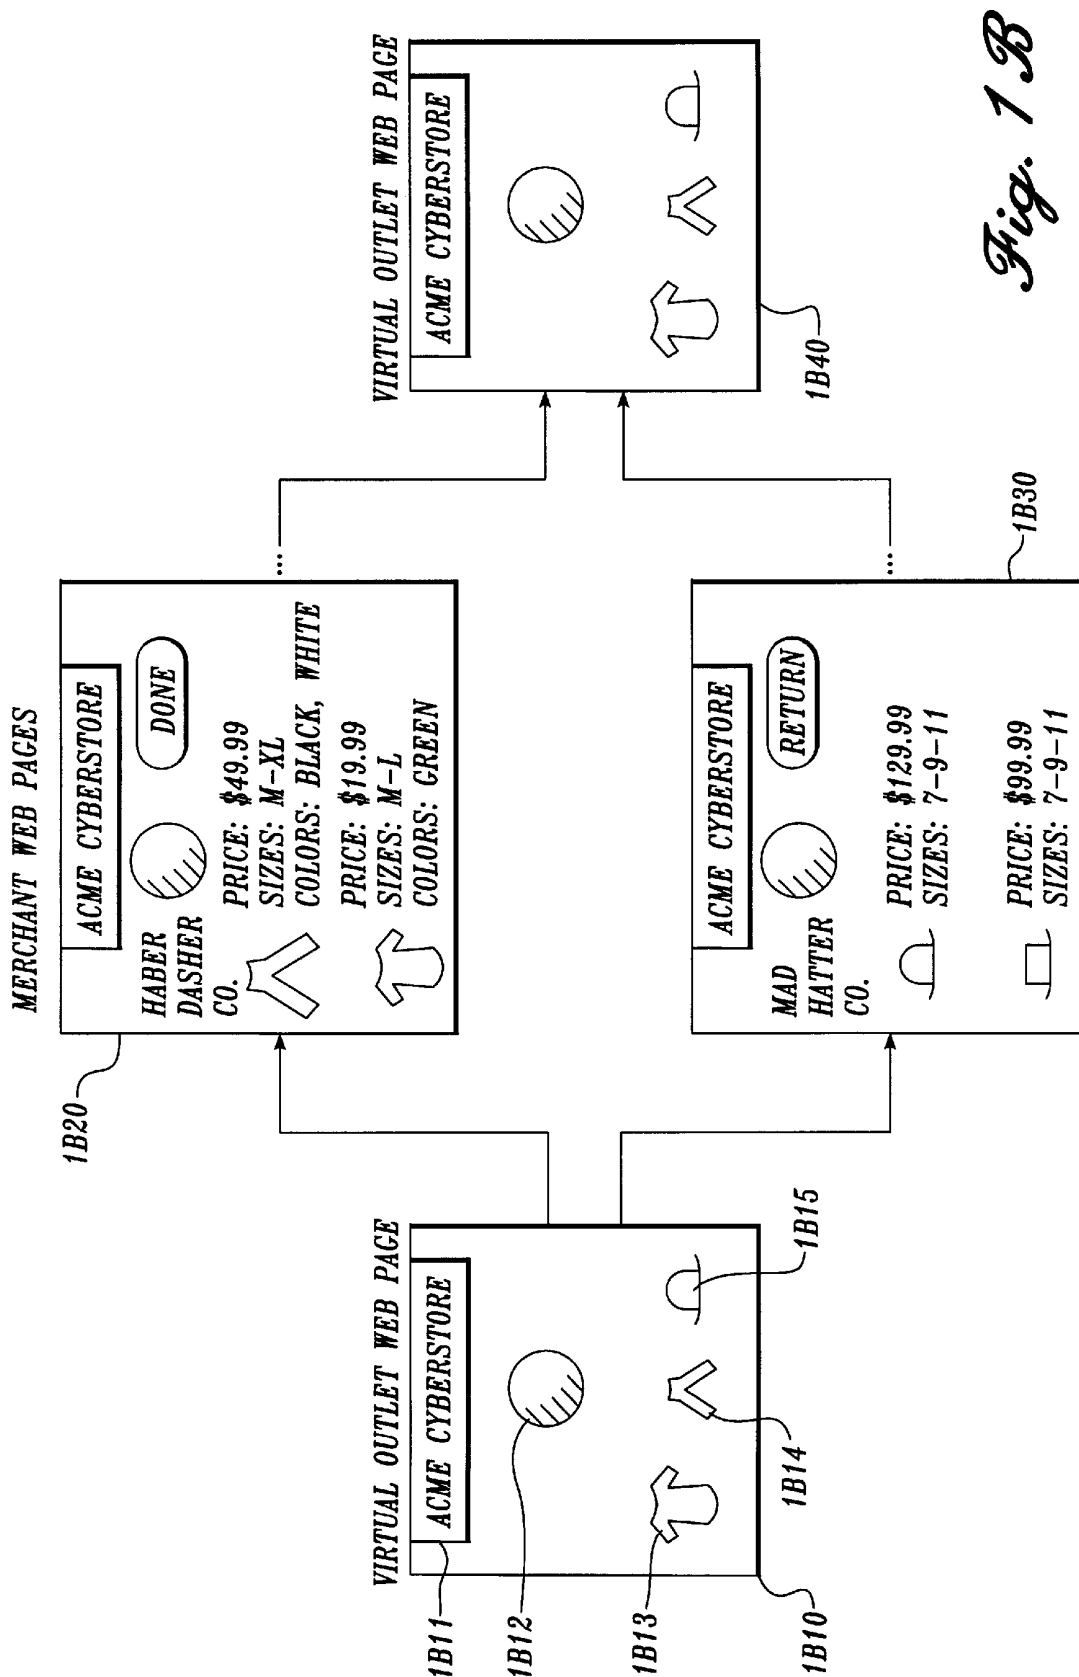 MERCHANT WEB PAGES
1B20
ACME CYBERSTORE
HABER
DASHER
CO.
DONE
PRICE: $49.99
SIZES: M-XL
COLORS: BLACK, WHITE
PRICE: $19.99
SIZES: M-L
COLORS: GREEN
...
VIRTUAL OUTLET WEB PAGE
ACME CYBERSTORE
1B11
1B12
1B13
1B10
1B14
1B15
VIRTUAL OUTLET WEB PAGE
ACME CYBERSTORE
1B40
ACME CYBERSTORE
MAD
HATTER
CO.
RETURN
PRICE: $129.99
SIZES: 7-9-11
PRICE: $99.99
SIZES: 7-9-11
...
1B30
Fig. 1B